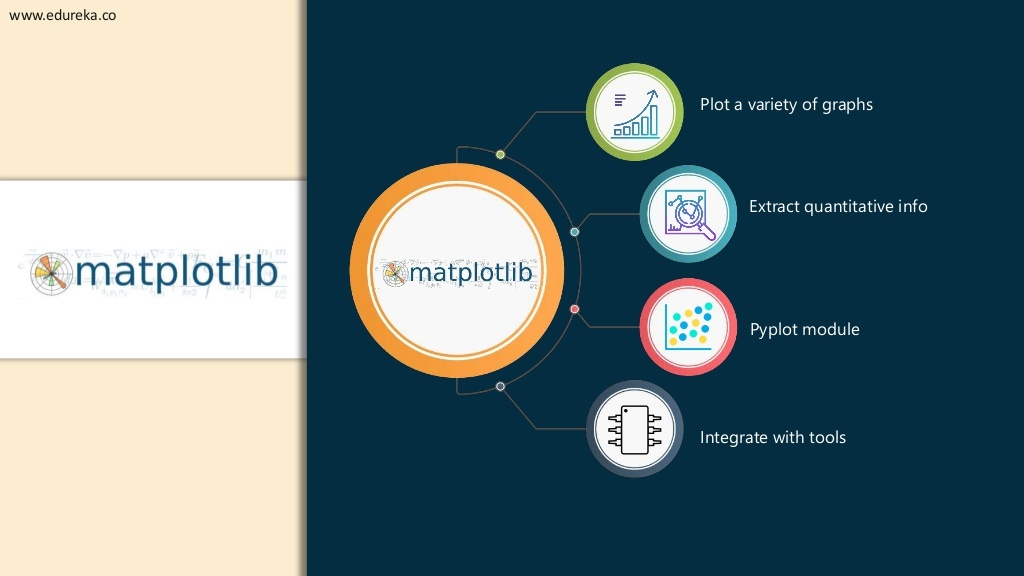 www.edureka.co
matplotlib
matplotlib
Plot a variety of graphs
Extract quantitative info
Pyplot module
Integrate with tools